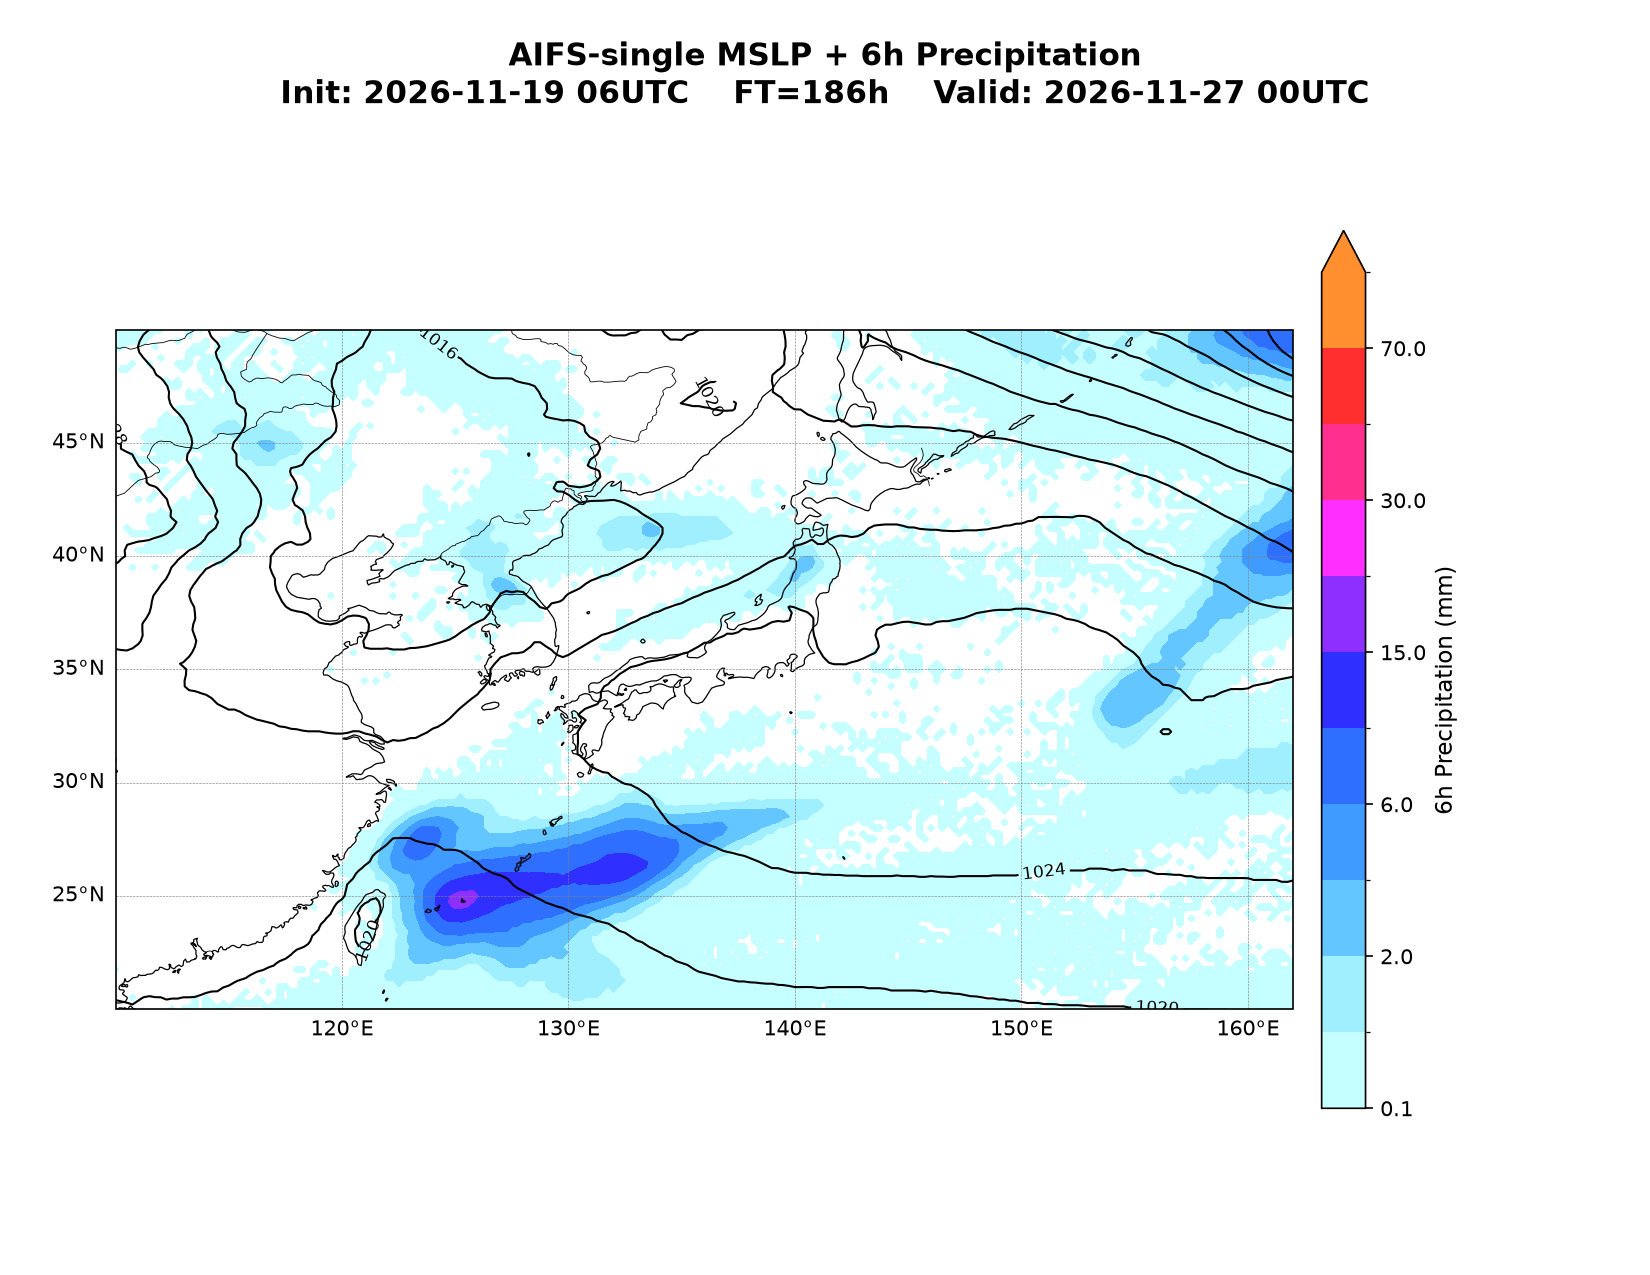 AIFS-single MSLP + 6h Precipitation
Init: 2026-11-19 06UTC    FT=186h    Valid: 2026-11-27 00UTC
1016
1020
1024
1020
1020
45°N
40°N
35°N
30°N
25°N
120°E
130°E
140°E
150°E
160°E
70.0
30.0
15.0
6.0
2.0
0.1
6h Precipitation (mm)